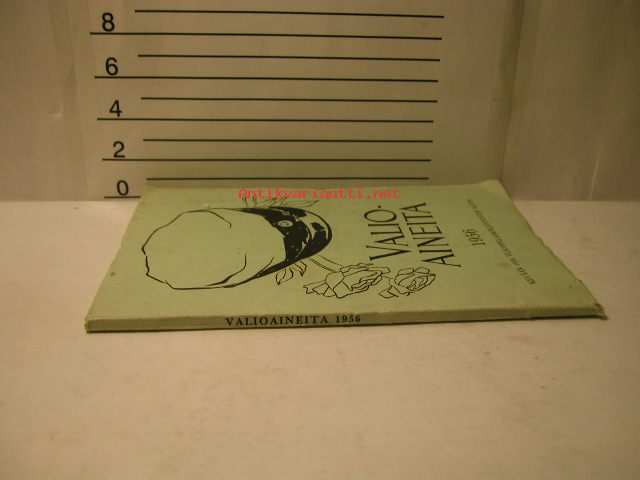 8
6
4
2
0
Antikvariaatti.net
VALIO-
AINEITA
1956
VALIOAINEITA 1956